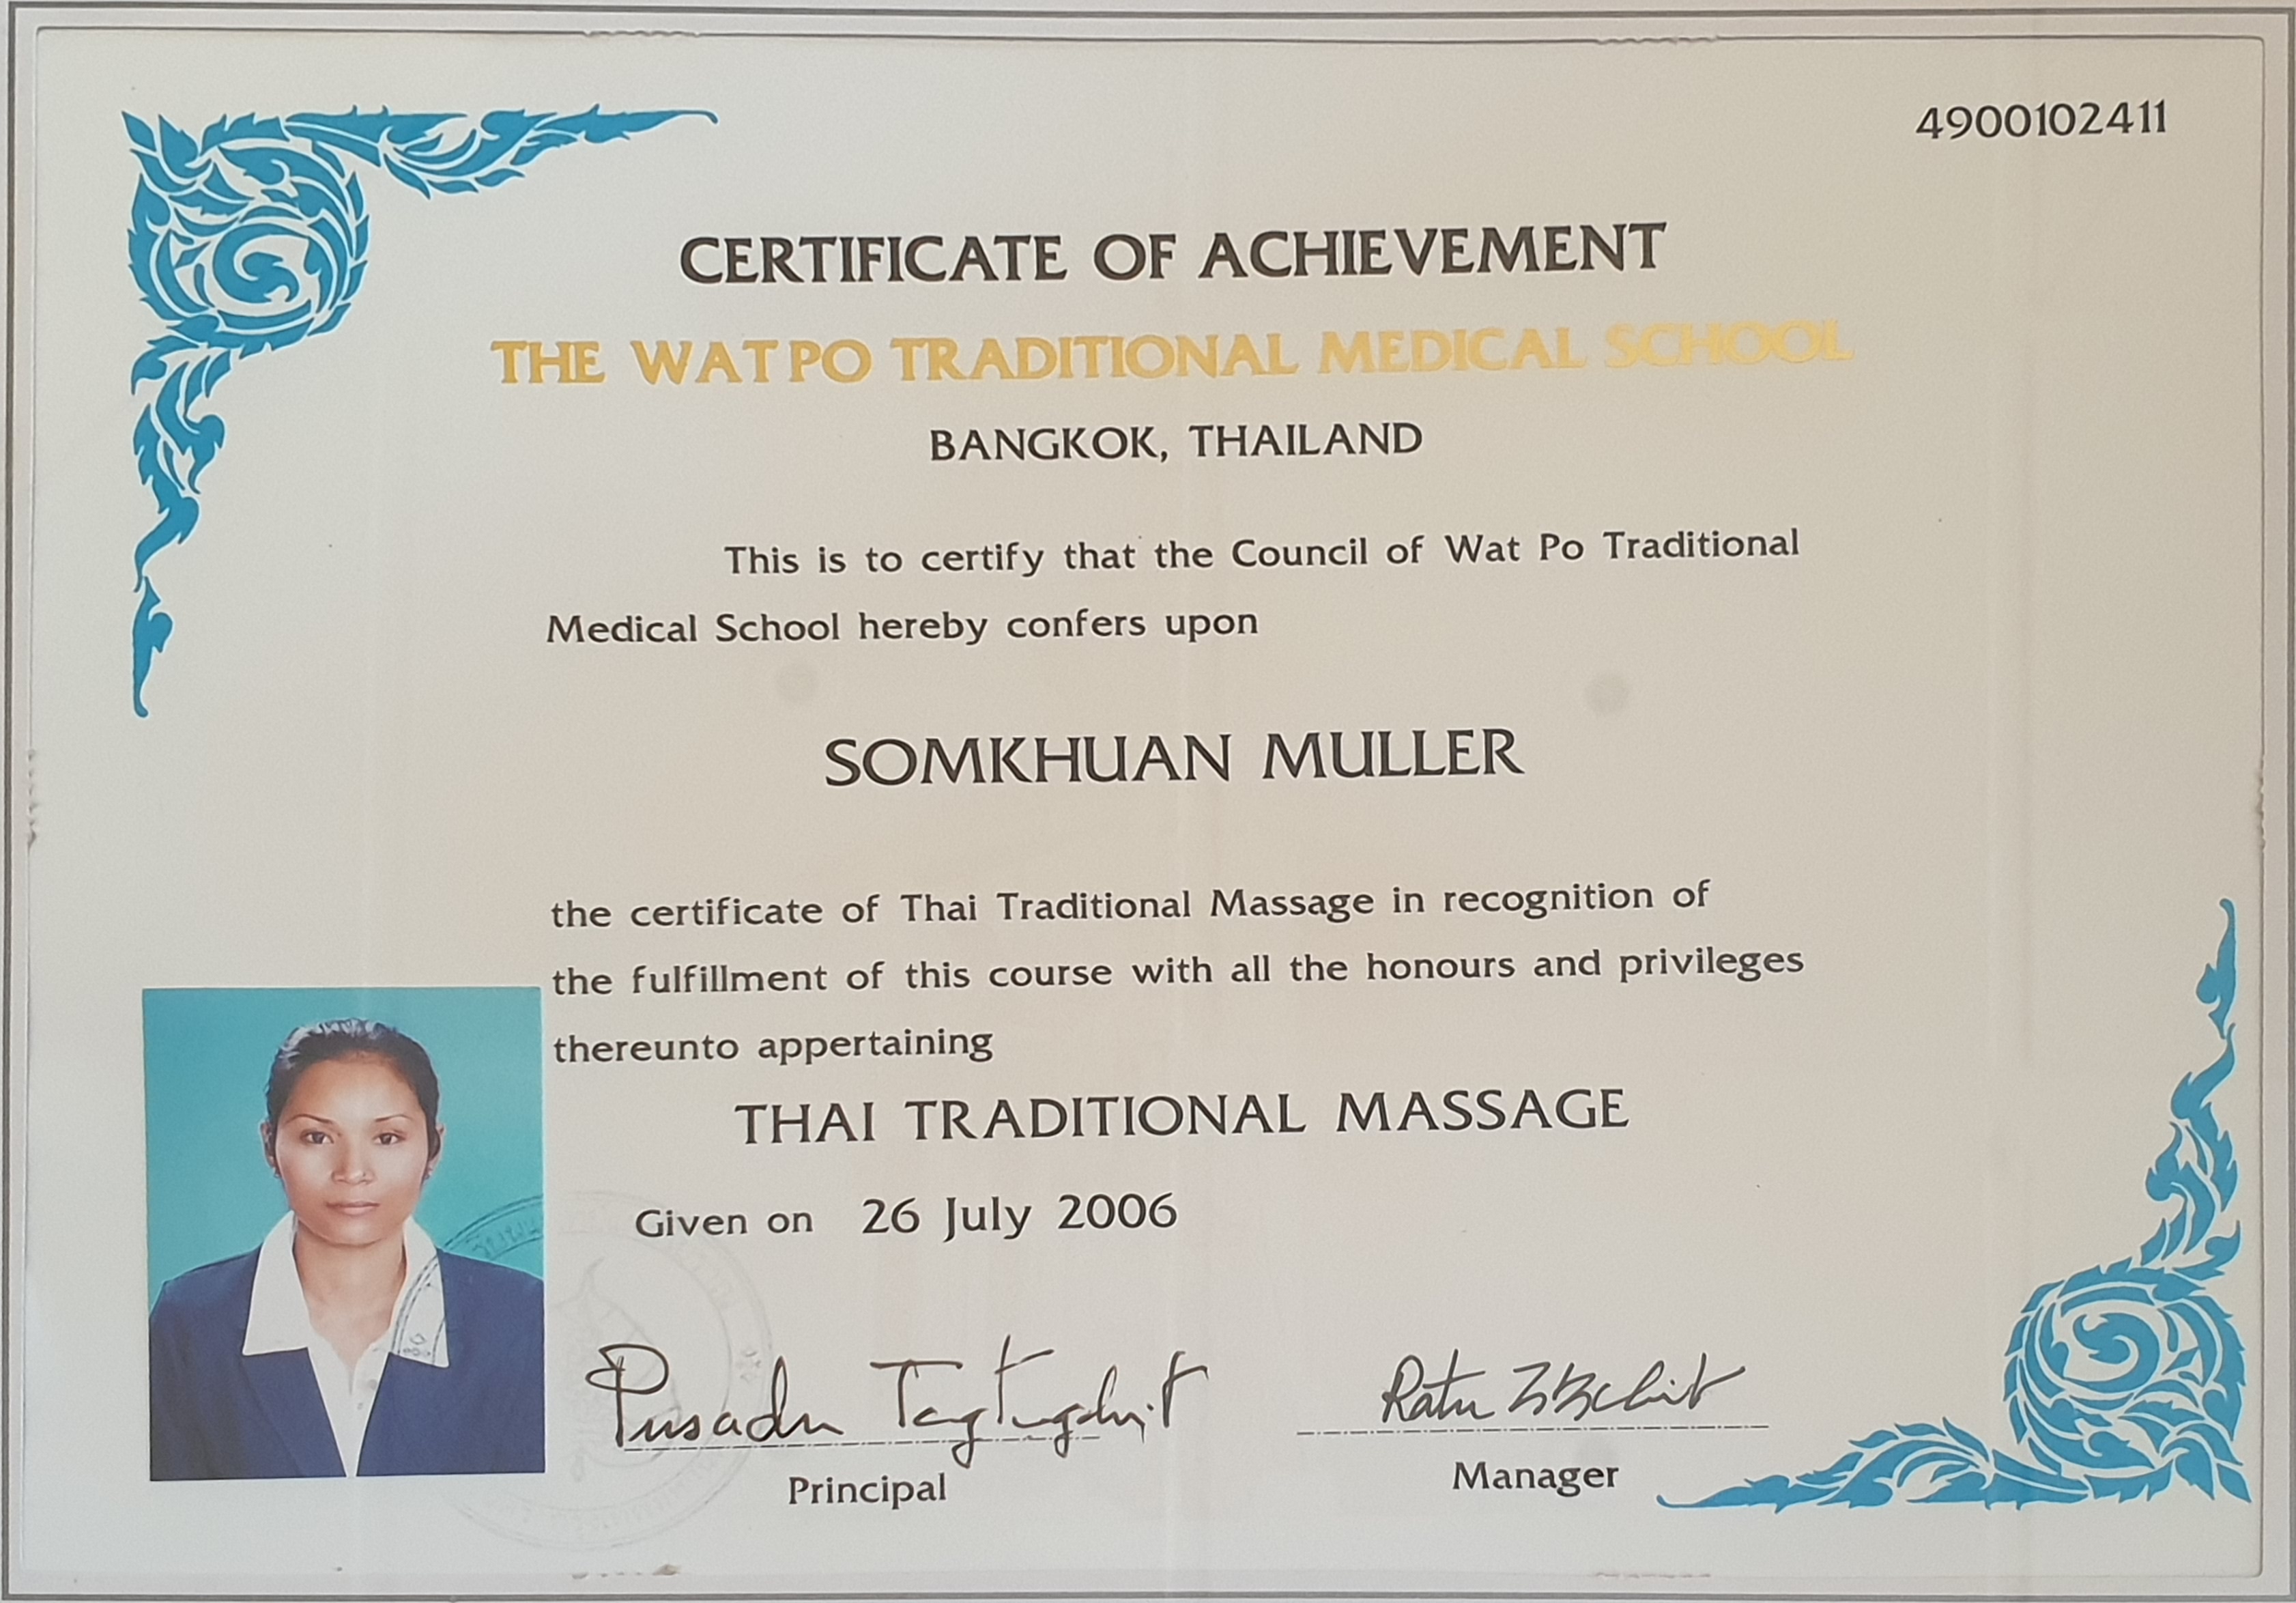 4900102411
CERTIFICATE OF ACHIEVEMENT
THE WAT PO TRADITIONAL MEDICAL SCHOOL
BANGKOK, THAILAND
This is to certify that the Council of Wat Po Traditional
Medical School hereby confers upon
SOMKHUAN MULLER
the certificate of Thai Traditional Massage in recognition of
the fulfillment of this course with all the honours and privileges
thereunto appertaining
THAI TRADITIONAL MASSAGE
Given on 26 July 2006
Principal
Manager